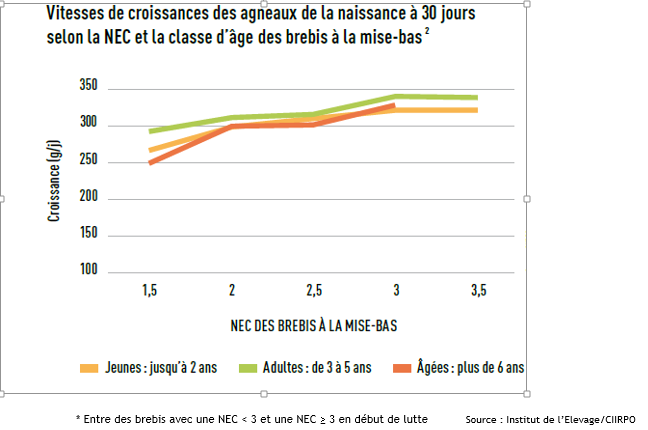 Vitesses de croissances des agneaux de la naissance à 30 jours
selon la NEC et la classe d'âge des brebis à la mise-bas ²
350
300
250
200
150
100
Croissance (g/j)
1,5 2 2,5 3 3,5
NEC DES BREBIS À LA MISE-BAS
Jeunes : jusqu'à 2 ans Adultes : de 3 à 5 ans Âgées : plus de 6 ans
* Entre des brebis avec une NEC < 3 et une NEC ≥ 3 en début de lutte Source : Institut de l'Elevage/CIIRPO